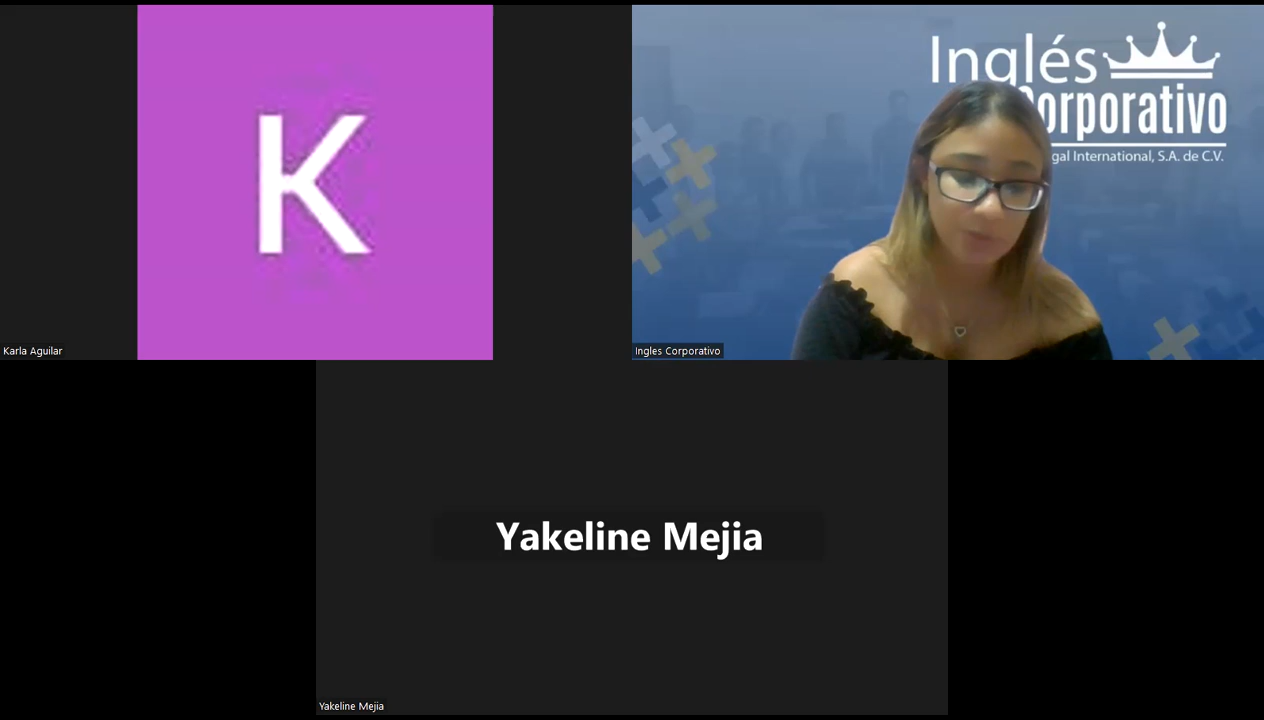 K
Karla Aguilar
Inglés
Corporativo
gal International, S.A. de C.V.
Ingles Corporativo
Yakeline Mejia
Yakeline Mejia